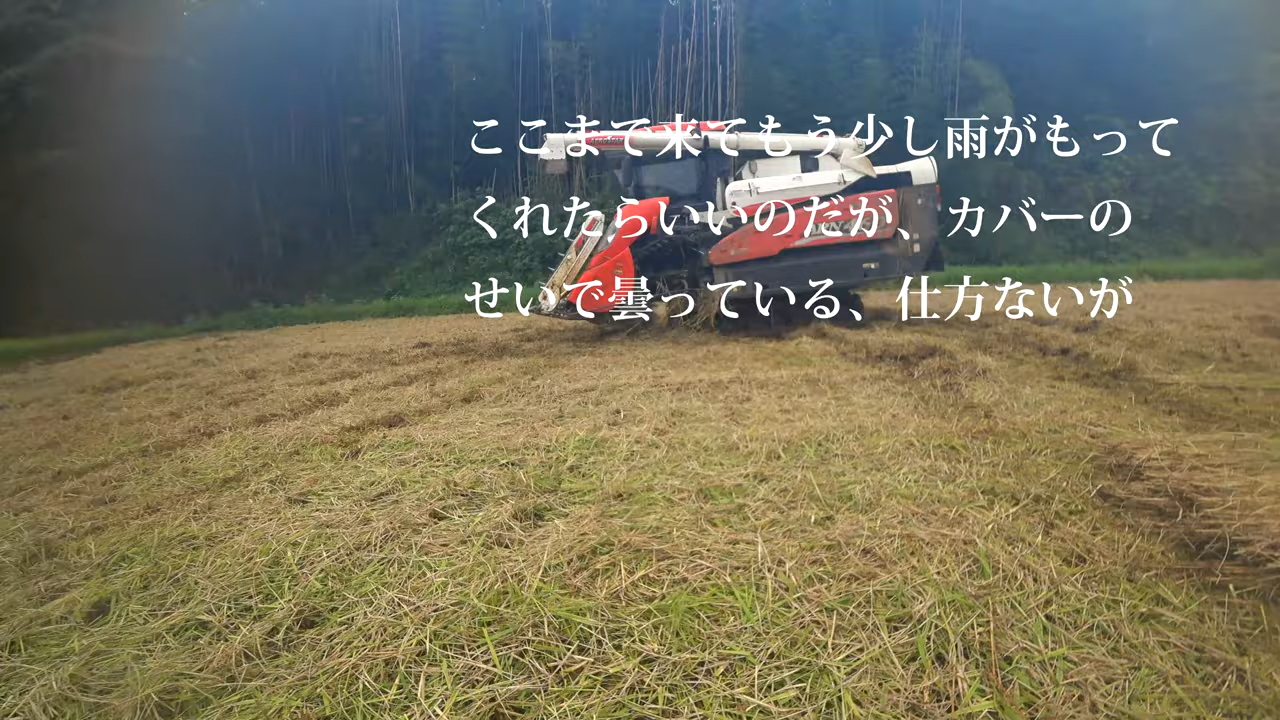 ここまで来てもう少し雨がもって
くれたらいいのだが、カバーの
せいで曇っている、仕方ないが